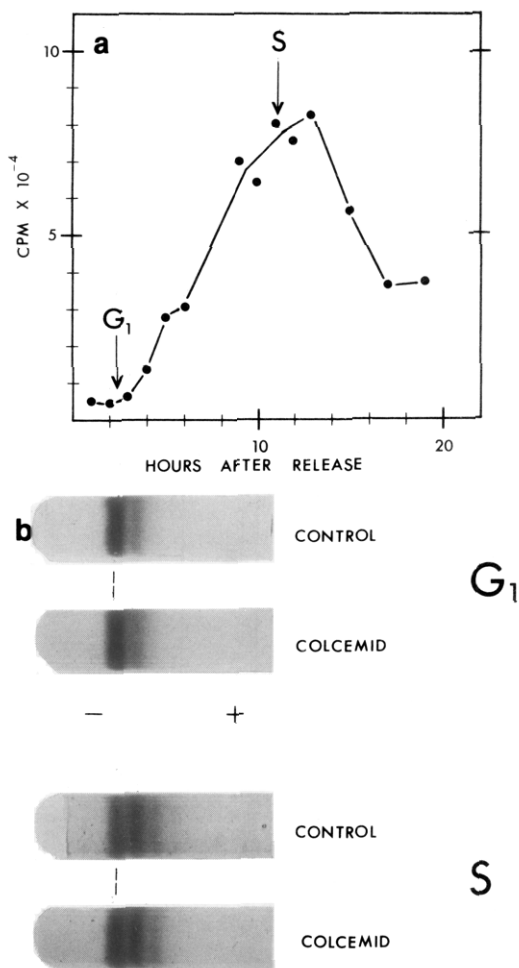 a
S
10
5
CPM X 10⁻⁴
G₁
10
20
HOURS AFTER RELEASE
b
CONTROL
G₁
COLCEMID
− +
CONTROL
S
COLCEMID